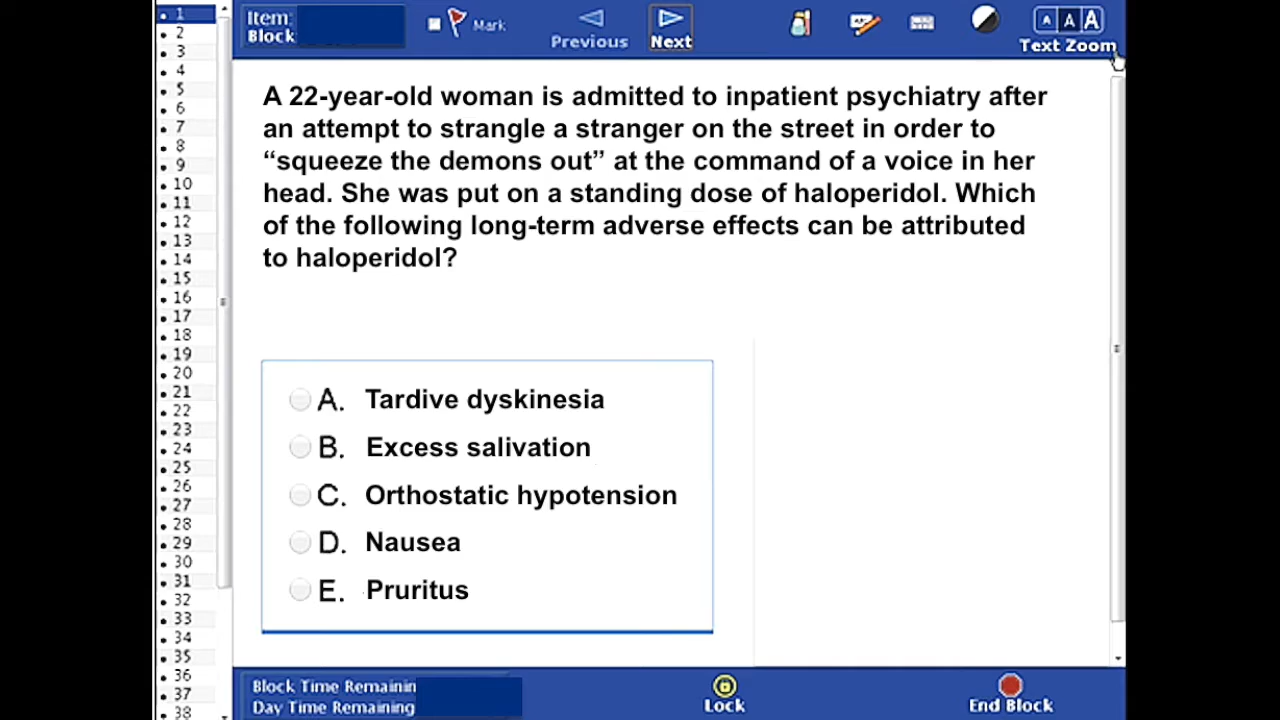 1
2
3
4
5
6
7
8
9
10
11
12
13
14
15
16
17
18
19
20
21
22
23
24
25
26
27
28
29
30
31
32
33
34
35
36
37
38
Item:
Block
Mark
Previous
Next
A A A
Text Zoom
A 22-year-old woman is admitted to inpatient psychiatry after
an attempt to strangle a stranger on the street in order to
“squeeze the demons out” at the command of a voice in her
head. She was put on a standing dose of haloperidol. Which
of the following long-term adverse effects can be attributed
to haloperidol?
A. Tardive dyskinesia
B. Excess salivation
C. Orthostatic hypotension
D. Nausea
E. Pruritus
Block Time Remainin
Day Time Remaining
Lock
End Block